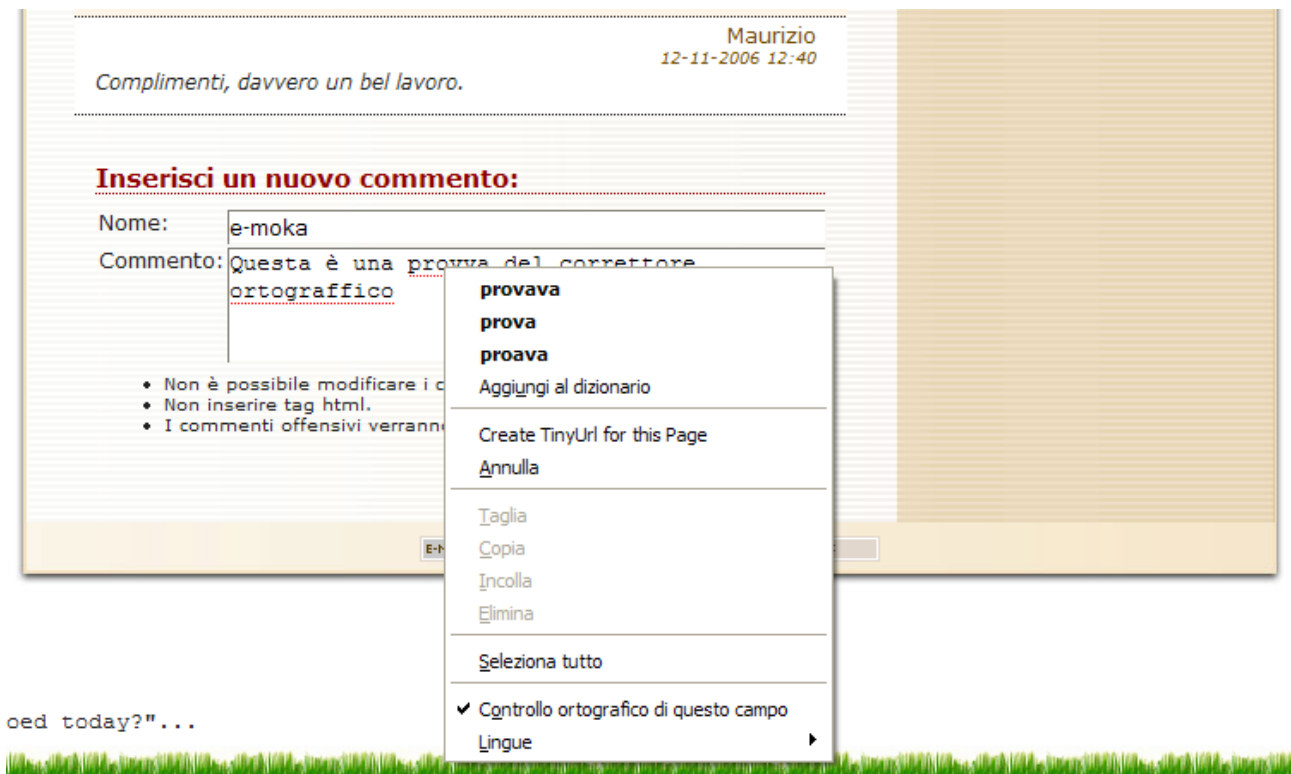 Maurizio
12-11-2006 12:40
Complimenti, davvero un bel lavoro.
Inserisci un nuovo commento:
Nome:
e-moka
Commento:
Questa è una provva del correttore
ortograffico
• Non è possibile modificare i c
• Non inserire tag html.
• I commenti offensivi verranno
provava
prova
proava
Aggiungi al dizionario
Create TinyUrl for this Page
Annulla
Taglia
Copia
Incolla
Elimina
Seleziona tutto
Controllo ortografico di questo campo
Lingue
oed today?"...